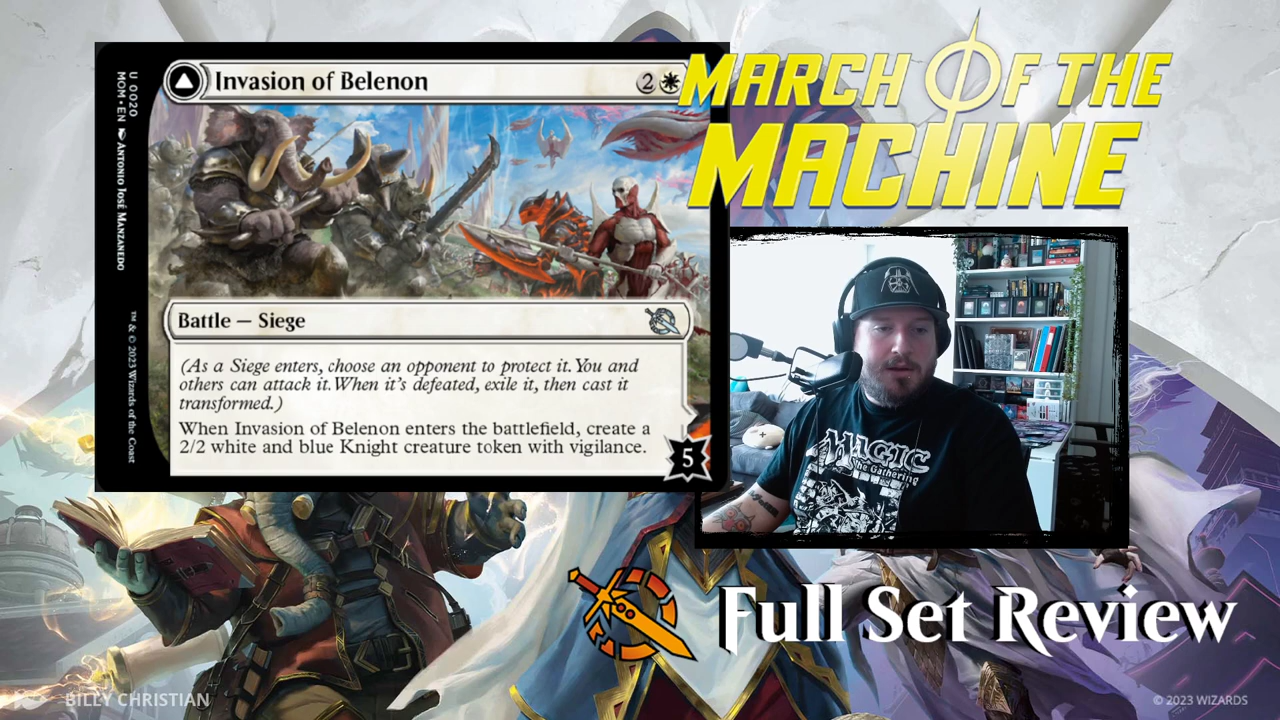 Invasion of Belenon
2
U 0020
MOM • EN ANTONIO JOSÉ MANZANEDO
™ & © 2023 Wizards of the Coast
Battle — Siege
(As a Siege enters, choose an opponent to protect it. You and
others can attack it. When it's defeated, exile it, then cast it
transformed.)
When Invasion of Belenon enters the battlefield, create a
2/2 white and blue Knight creature token with vigilance.
5
MARCH OF THE
MACHINE
MAGIC
The Gathering
Full Set Review
BILLY CHRISTIAN
© 2023 WIZARDS